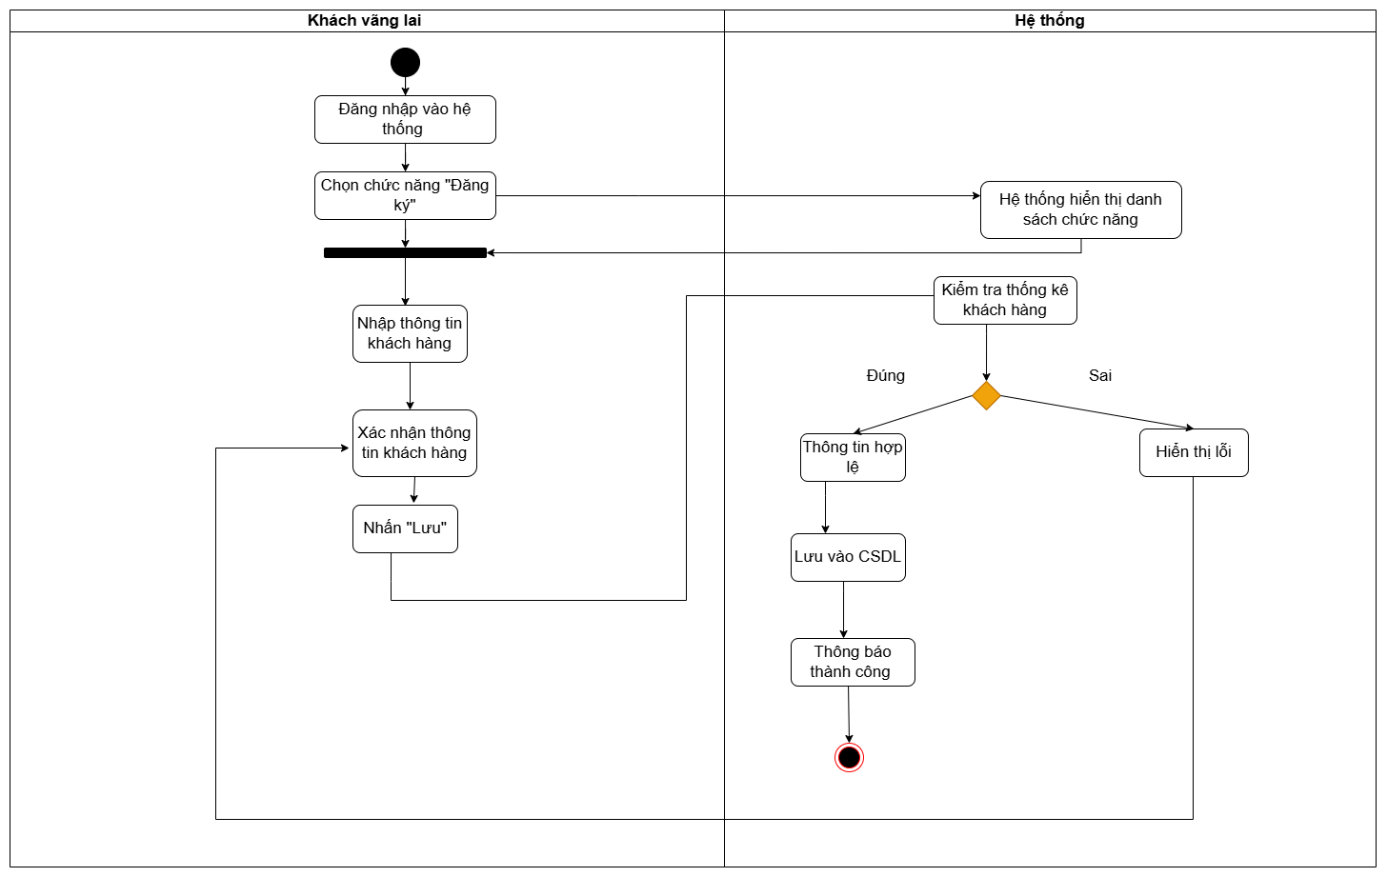 Khách vãng lai
Hệ thống
Đăng nhập vào hệ
thống
Chọn chức năng "Đăng
ký"
Hệ thống hiển thị danh
sách chức năng
Nhập thông tin
khách hàng
Xác nhận thông
tin khách hàng
Nhấn "Lưu"
Kiểm tra thống kê
khách hàng
Đúng
Sai
Thông tin hợp
lệ
Hiển thị lỗi
Lưu vào CSDL
Thông báo
thành công